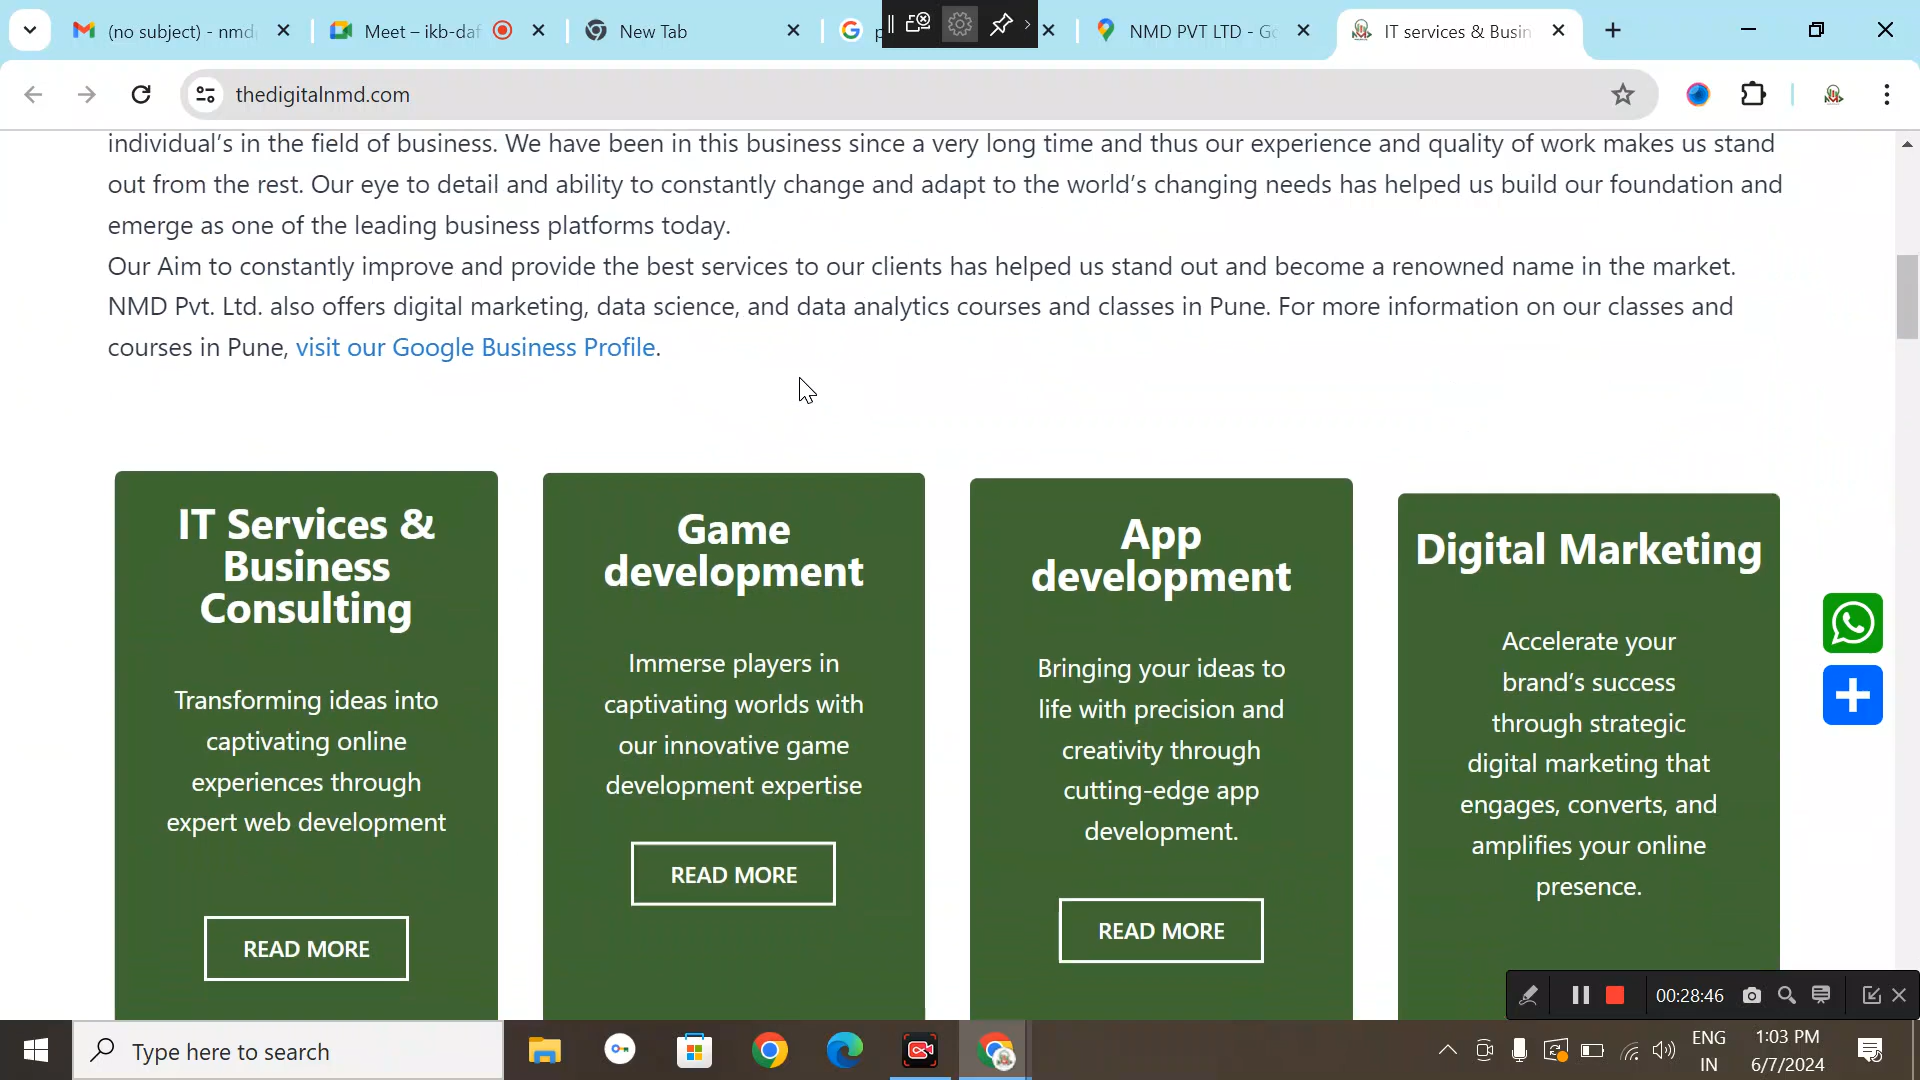 (no subject) - nmd
Meet – ikb-daf
New Tab
p
NMD PVT LTD - Go
IT services & Busin
thedigitalnmd.com
individual’s in the field of business. We have been in this business since a very long time and thus our experience and quality of work makes us stand
out from the rest. Our eye to detail and ability to constantly change and adapt to the world’s changing needs has helped us build our foundation and
emerge as one of the leading business platforms today.
Our Aim to constantly improve and provide the best services to our clients has helped us stand out and become a renowned name in the market.
NMD Pvt. Ltd. also offers digital marketing, data science, and data analytics courses and classes in Pune. For more information on our classes and
courses in Pune, visit our Google Business Profile.
IT Services &
Business
Consulting
Transforming ideas into
captivating online
experiences through
expert web development
READ MORE
Game
development
Immerse players in
captivating worlds with
our innovative game
development expertise
READ MORE
App
development
Bringing your ideas to
life with precision and
creativity through
cutting-edge app
development.
READ MORE
Digital Marketing
Accelerate your
brand’s success
through strategic
digital marketing that
engages, converts, and
amplifies your online
presence.
00:28:46
Type here to search
ENG
IN
1:03 PM
6/7/2024